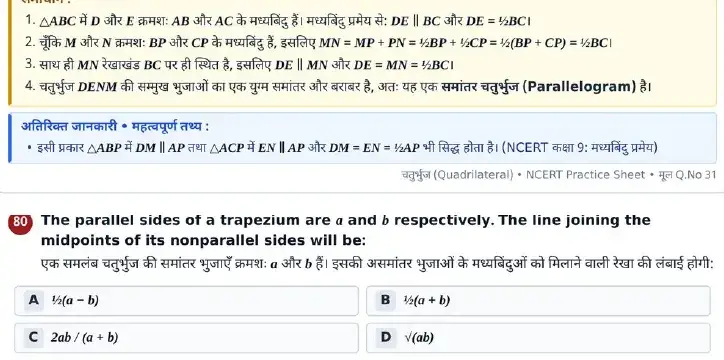 1. △ABC में D और E क्रमशः AB और AC के मध्यबिंदु हैं। मध्यबिंदु प्रमेय से: DE ∥ BC और DE = ½BC।
2. चूँकि M और N क्रमशः BP और CP के मध्यबिंदु हैं, इसलिए MN = MP + PN = ½BP + ½CP = ½(BP + CP) = ½BC।
3. साथ ही MN रेखाखंड BC पर ही स्थित है, इसलिए DE ∥ MN और DE = MN = ½BC।
4. चतुर्भुज DENM की सम्मुख भुजाओं का एक युग्म समांतर और बराबर है, अतः यह एक समांतर चतुर्भुज (Parallelogram) है।
अतिरिक्त जानकारी • महत्वपूर्ण तथ्य :
• इसी प्रकार △ABP में DM ∥ AP तथा △ACP में EN ∥ AP और DM = EN = ½AP भी सिद्ध होता है। (NCERT कक्षा 9: मध्यबिंदु प्रमेय)
चतुर्भुज (Quadrilateral) • NCERT Practice Sheet • मूल Q.No 31
80 The parallel sides of a trapezium are a and b respectively. The line joining the
midpoints of its nonparallel sides will be:
एक समलंब चतुर्भुज की समांतर भुजाएँ क्रमशः a और b हैं। इसकी असमांतर भुजाओं के मध्यबिंदुओं को मिलाने वाली रेखा की लंबाई होगी:
A ½(a − b)
B ½(a + b)
C 2ab / (a + b)
D √(ab)